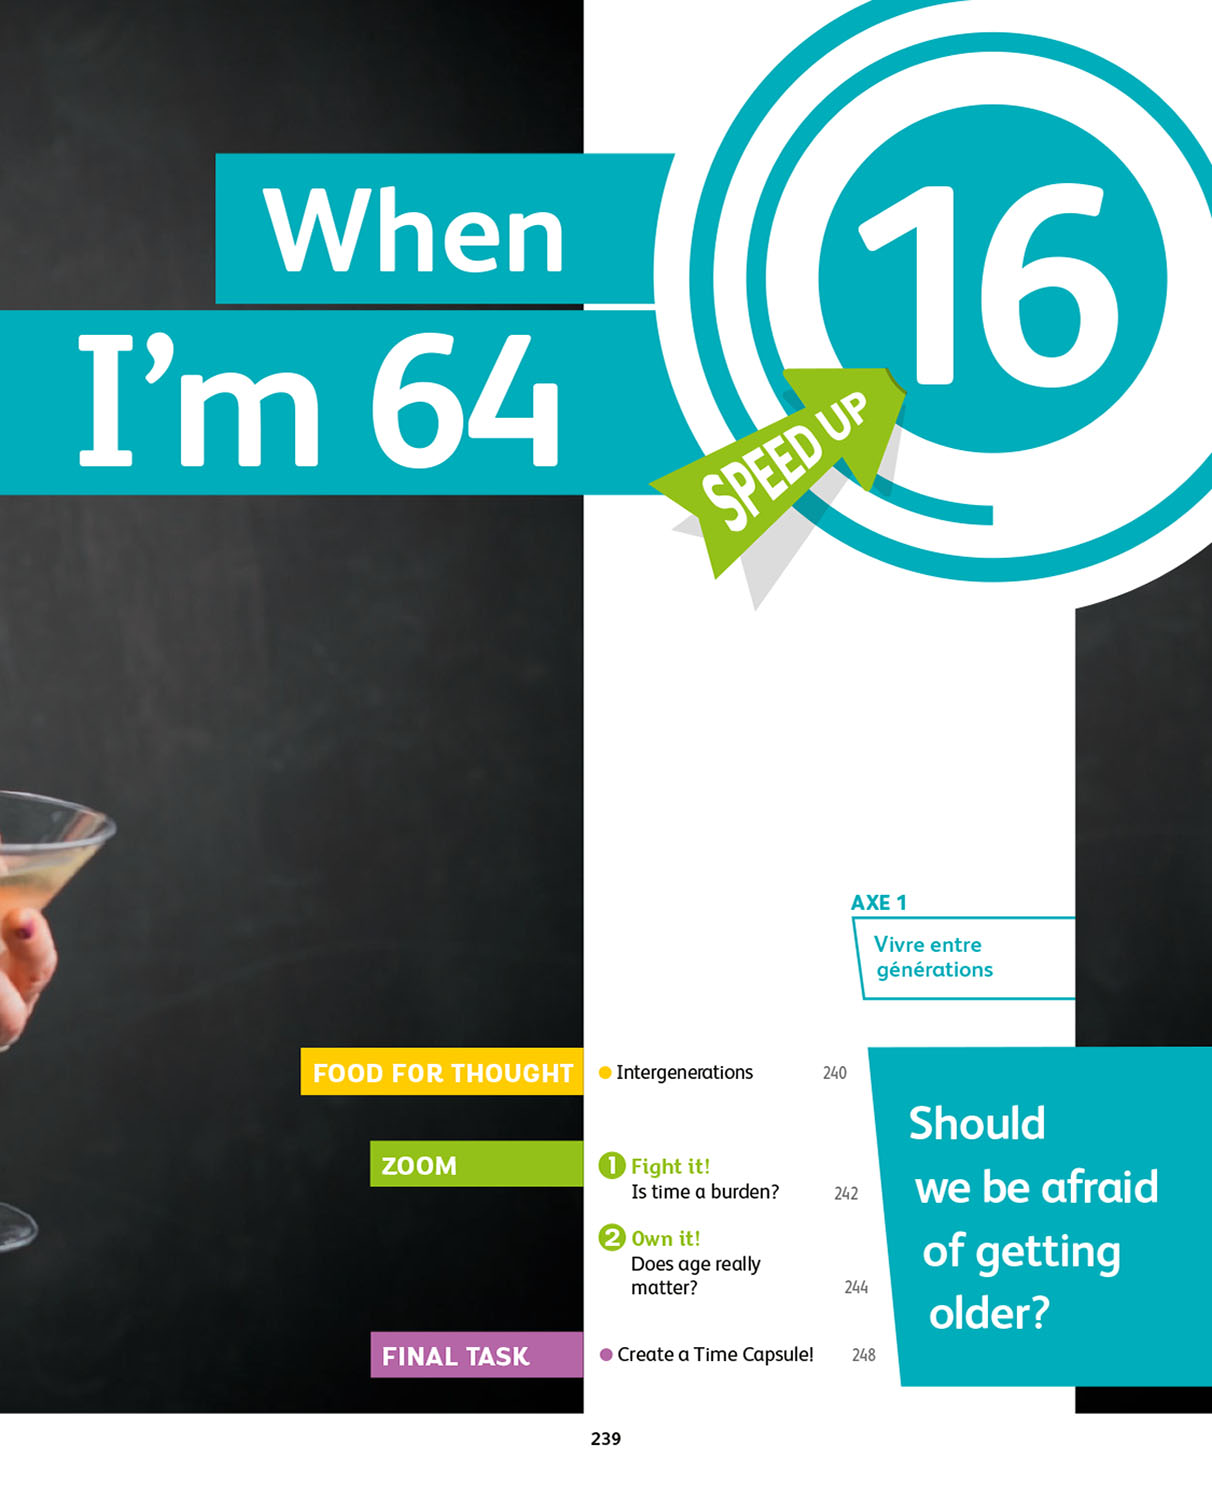 When
I'm 64
16
SPEED UP
AXE 1
Vivre entre
générations
FOOD FOR THOUGHT
Intergenerations 240
ZOOM
1 Fight it!
Is time a burden? 242
2 Own it!
Does age really
matter? 244
FINAL TASK
Create a Time Capsule! 248
Should
we be afraid
of getting
older?
239